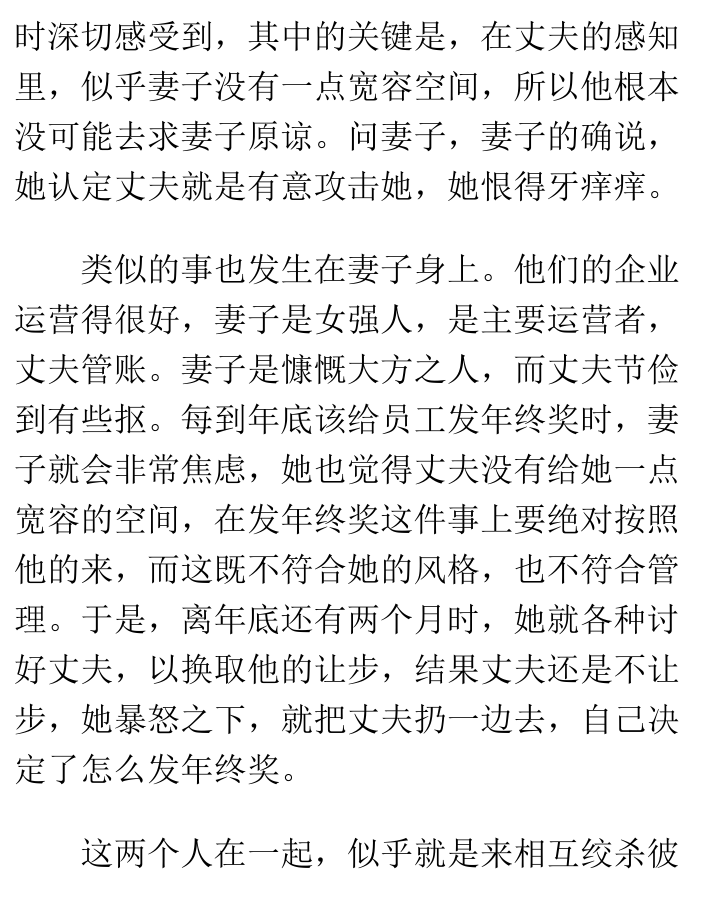 时深切感受到，其中的关键是，在丈夫的感知
里，似乎妻子没有一点宽容空间，所以他根本
没可能去求妻子原谅。问妻子，妻子的确说，
她认定丈夫就是有意攻击她，她恨得牙痒痒。
类似的事也发生在妻子身上。他们的企业
运营得很好，妻子是女强人，是主要运营者，
丈夫管账。妻子是慷慨大方之人，而丈夫节俭
到有些抠。每到年底该给员工发年终奖时，妻
子就会非常焦虑，她也觉得丈夫没有给她一点
宽容的空间，在发年终奖这件事上要绝对按照
他的来，而这既不符合她的风格，也不符合管
理。于是，离年底还有两个月时，她就各种讨
好丈夫，以换取他的让步，结果丈夫还是不让
步，她暴怒之下，就把丈夫扔一边去，自己决
定了怎么发年终奖。
这两个人在一起，似乎就是来相互绞杀彼